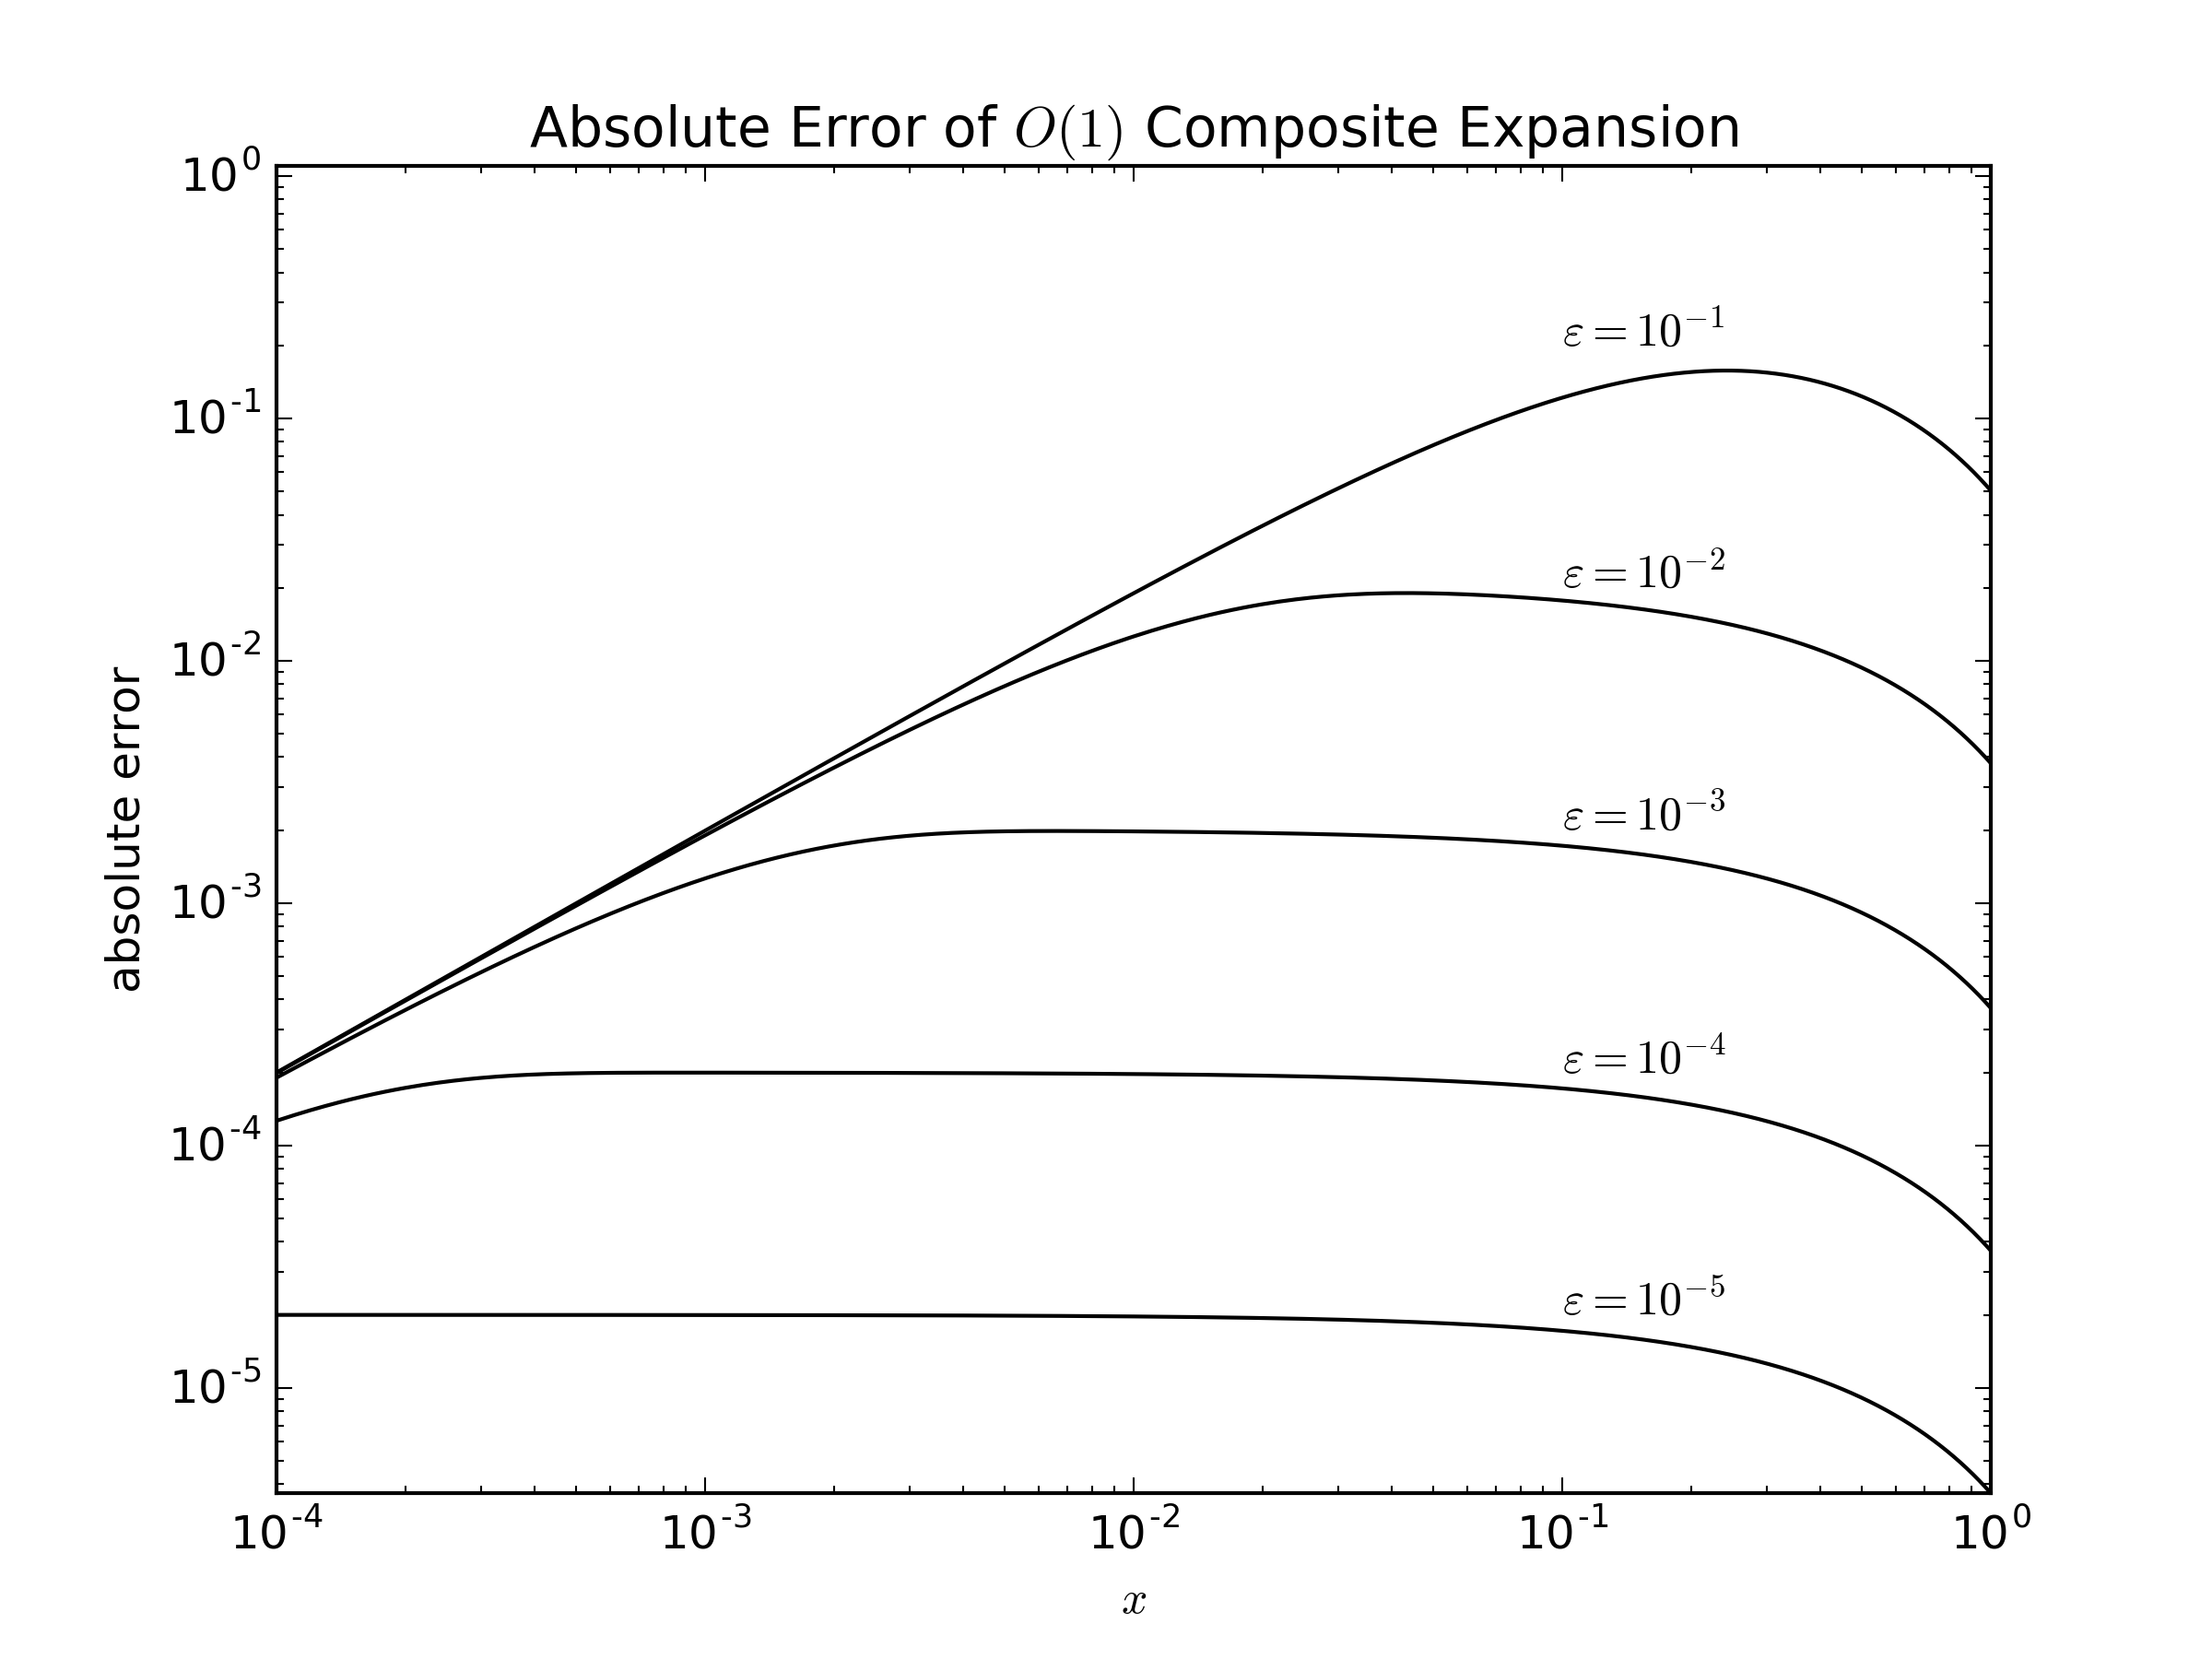 Absolute Error of O(1) Composite Expansion
10^0
10^-1
10^-2
10^-3
10^-4
10^-5
absolute error
ε = 10^−1
ε = 10^−2
ε = 10^−3
ε = 10^−4
ε = 10^−5
10^-4
10^-3
10^-2
10^-1
10^0
x